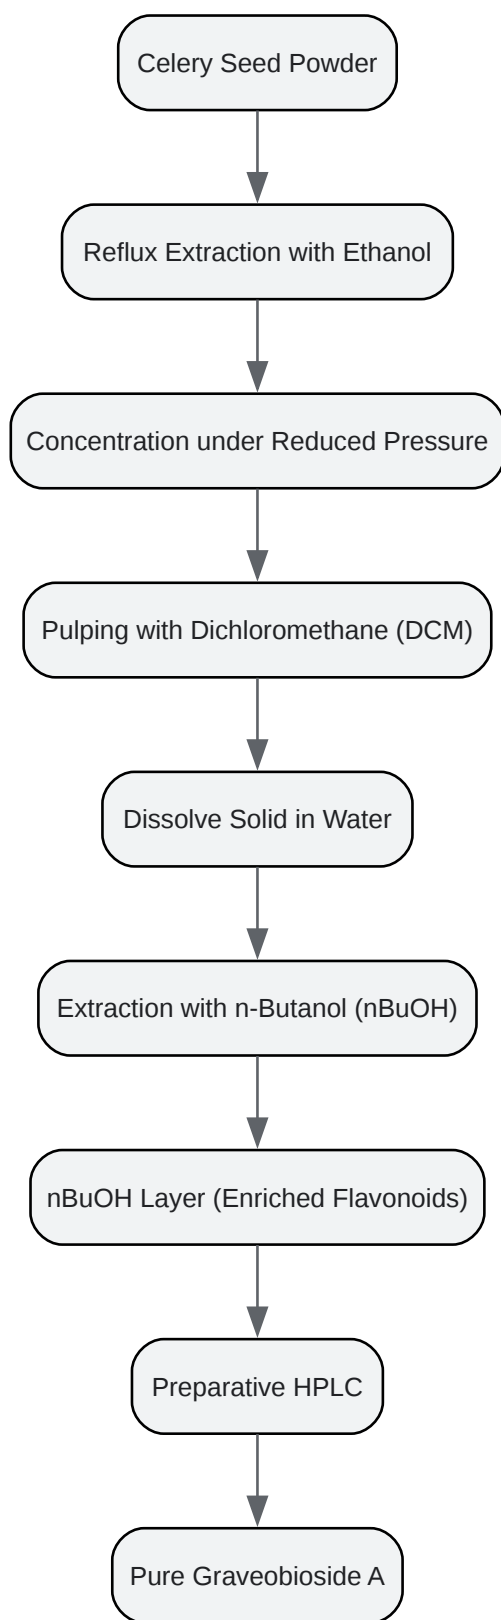 Celery Seed Powder
Reflux Extraction with Ethanol
Concentration under Reduced Pressure
Pulping with Dichloromethane (DCM)
Dissolve Solid in Water
Extraction with n-Butanol (nBuOH)
nBuOH Layer (Enriched Flavonoids)
Preparative HPLC
Pure Graveobioside A